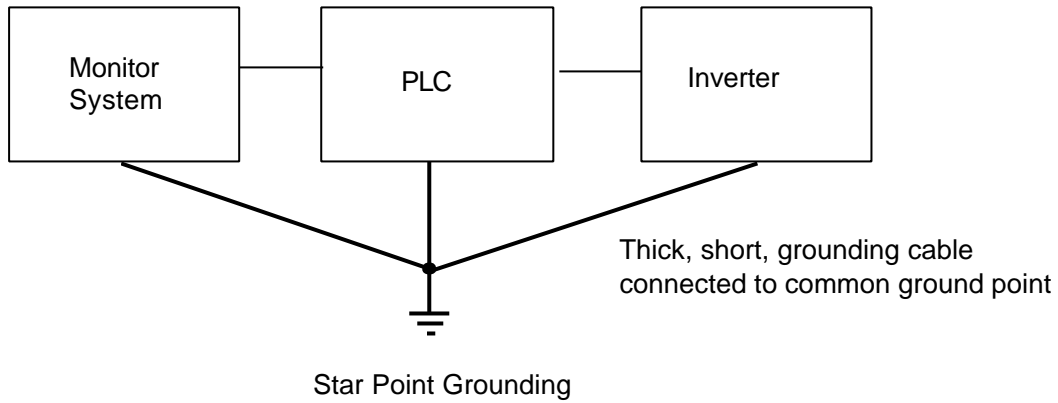 Monitor
System
PLC
Inverter
Thick, short, grounding cable
connected to common ground point
Star Point Grounding